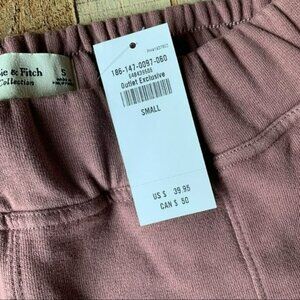 ie & Fitch
Collection
S
186-147-0097-060
Outlet Exclusive
SMALL
US $ 39.95
CAN $ 50